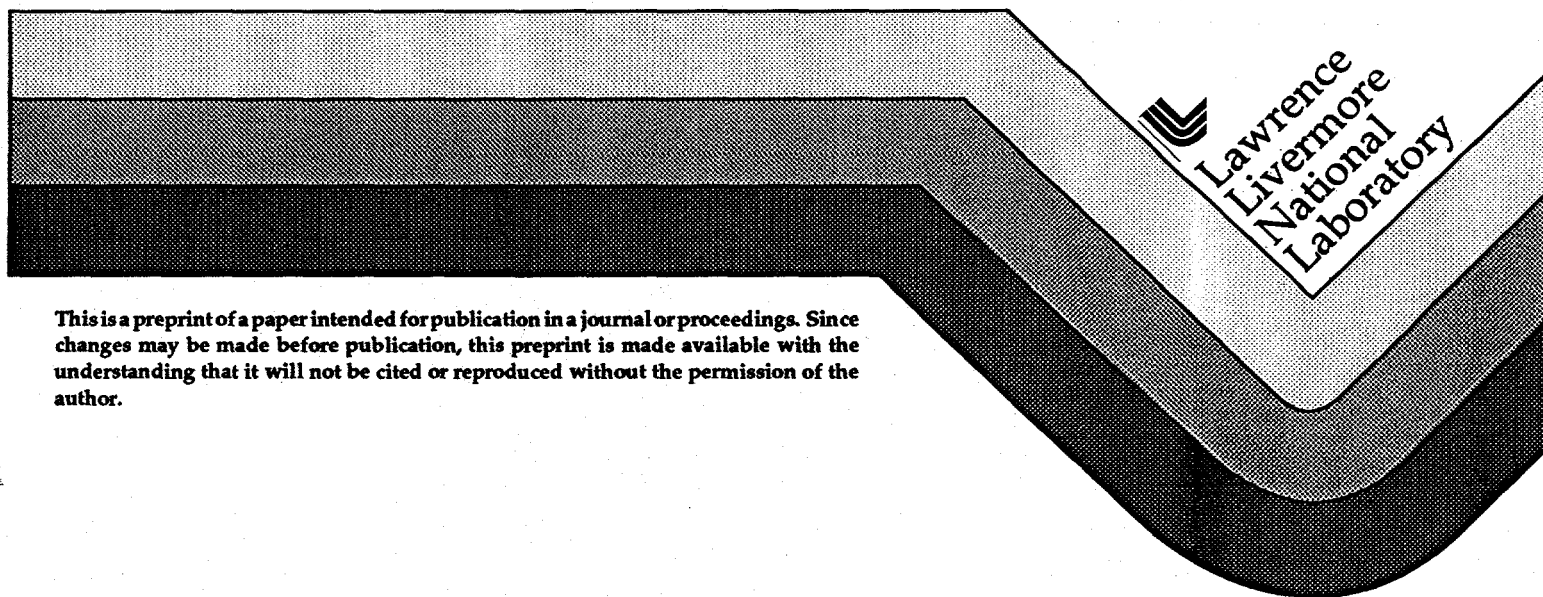 Lawrence
Livermore
National
Laboratory
This is a preprint of a paper intended for publication in a journal or proceedings. Since
changes may be made before publication, this preprint is made available with the
understanding that it will not be cited or reproduced without the permission of the
author.